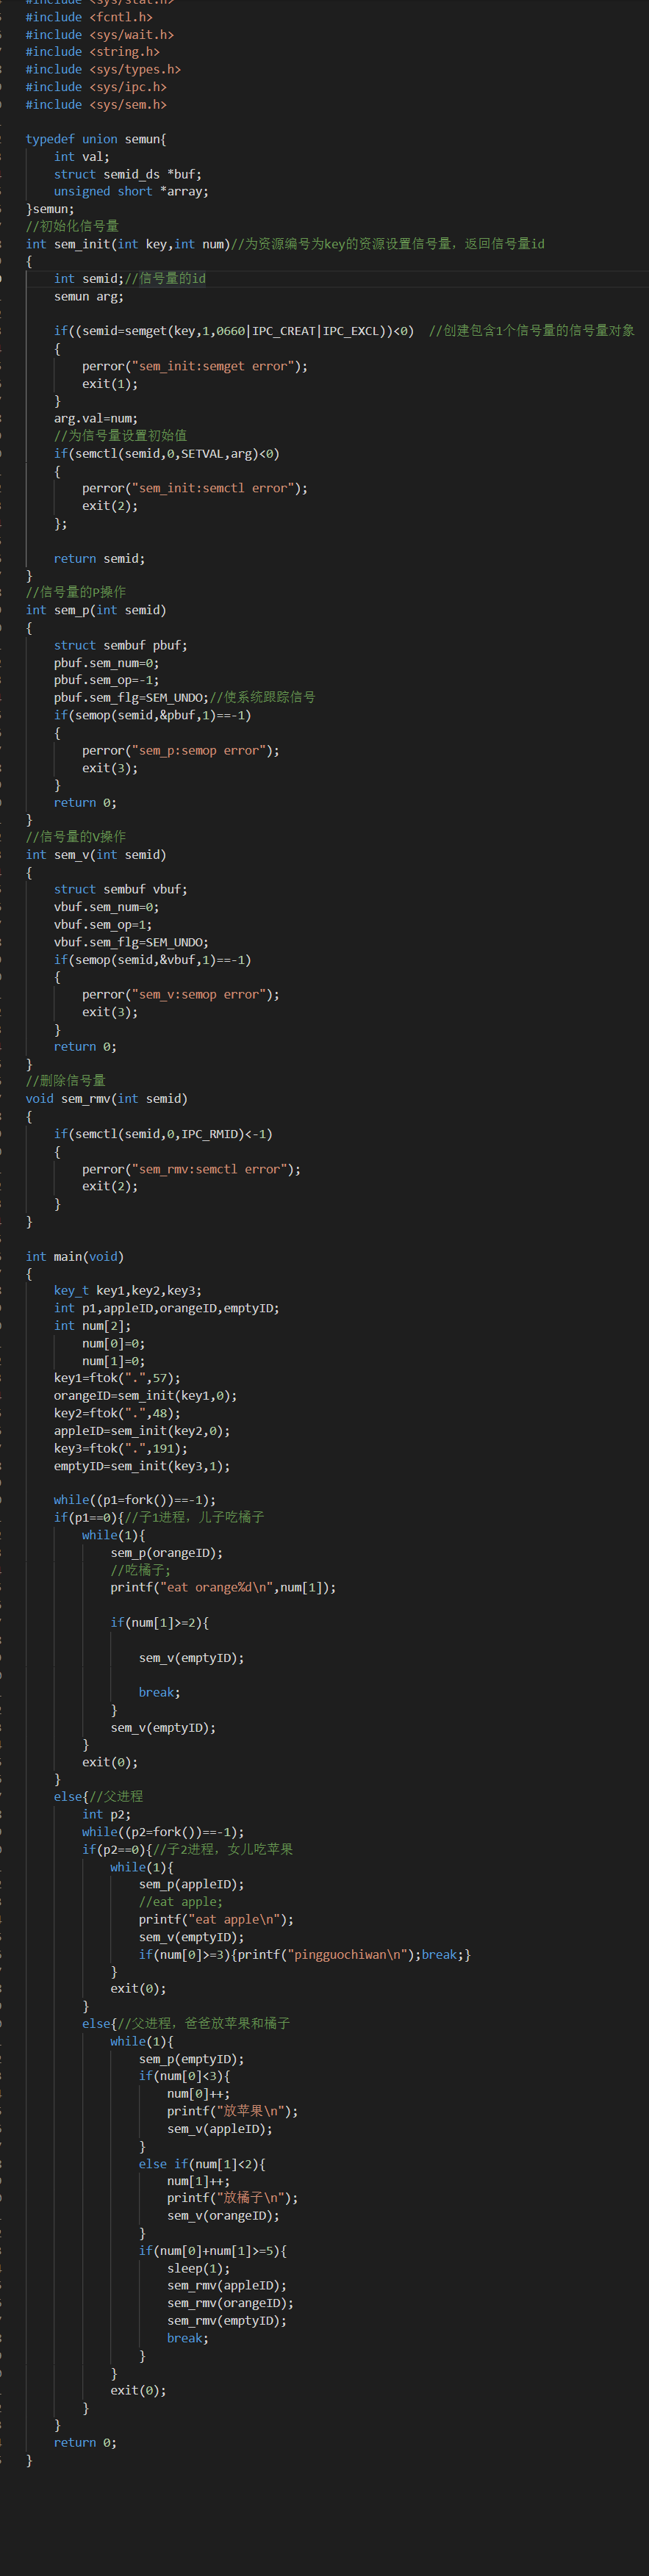 #include <sys/stat.h>
#include <fcntl.h>
#include <sys/wait.h>
#include <string.h>
#include <sys/types.h>
#include <sys/ipc.h>
#include <sys/sem.h>
typedef union semun{
    int val;
    struct semid_ds *buf;
    unsigned short *array;
}semun;
//初始化信号量
int sem_init(int key,int num)//为资源编号为key的资源设置信号量，返回信号量id
{
    int semid;//信号量的id
    semun arg;
    if((semid=semget(key,1,0660|IPC_CREAT|IPC_EXCL))<0)  //创建包含1个信号量的信号量对象
    {
        perror("sem_init:semget error");
        exit(1);
    }
    arg.val=num;
    //为信号量设置初始值
    if(semctl(semid,0,SETVAL,arg)<0)
    {
        perror("sem_init:semctl error");
        exit(2);
    };
    return semid;
}
//信号量的P操作
int sem_p(int semid)
{
    struct sembuf pbuf;
    pbuf.sem_num=0;
    pbuf.sem_op=-1;
    pbuf.sem_flg=SEM_UNDO;//使系统跟踪信号
    if(semop(semid,&pbuf,1)==-1)
    {
        perror("sem_p:semop error");
        exit(3);
    }
    return 0;
}
//信号量的V操作
int sem_v(int semid)
{
    struct sembuf vbuf;
    vbuf.sem_num=0;
    vbuf.sem_op=1;
    vbuf.sem_flg=SEM_UNDO;
    if(semop(semid,&vbuf,1)==-1)
    {
        perror("sem_v:semop error");
        exit(3);
    }
    return 0;
}
//删除信号量
void sem_rmv(int semid)
{
    if(semctl(semid,0,IPC_RMID)<-1)
    {
        perror("sem_rmv:semctl error");
        exit(2);
    }
}
int main(void)
{
    key_t key1,key2,key3;
    int p1,appleID,orangeID,emptyID;
    int num[2];
        num[0]=0;
        num[1]=0;
    key1=ftok(".",57);
    orangeID=sem_init(key1,0);
    key2=ftok(".",48);
    appleID=sem_init(key2,0);
    key3=ftok(".",191);
    emptyID=sem_init(key3,1);
    while((p1=fork())==-1);
    if(p1==0){//子1进程，儿子吃橘子
        while(1){
            sem_p(orangeID);
            //吃橘子;
            printf("eat orange%d\n",num[1]);
            if(num[1]>=2){
                sem_v(emptyID);
                break;
            }
            sem_v(emptyID);
        }
        exit(0);
    }
    else{//父进程
        int p2;
        while((p2=fork())==-1);
        if(p2==0){//子2进程，女儿吃苹果
            while(1){
                sem_p(appleID);
                //eat apple;
                printf("eat apple\n");
                sem_v(emptyID);
                if(num[0]>=3){printf("pingguochiwan\n");break;}
            }
            exit(0);
        }
        else{//父进程，爸爸放苹果和橘子
            while(1){
                sem_p(emptyID);
                if(num[0]<3){
                    num[0]++;
                    printf("放苹果\n");
                    sem_v(appleID);
                }
                else if(num[1]<2){
                    num[1]++;
                    printf("放橘子\n");
                    sem_v(orangeID);
                }
                if(num[0]+num[1]>=5){
                    sleep(1);
                    sem_rmv(appleID);
                    sem_rmv(orangeID);
                    sem_rmv(emptyID);
                    break;
                }
            }
            exit(0);
        }
    }
    return 0;
}